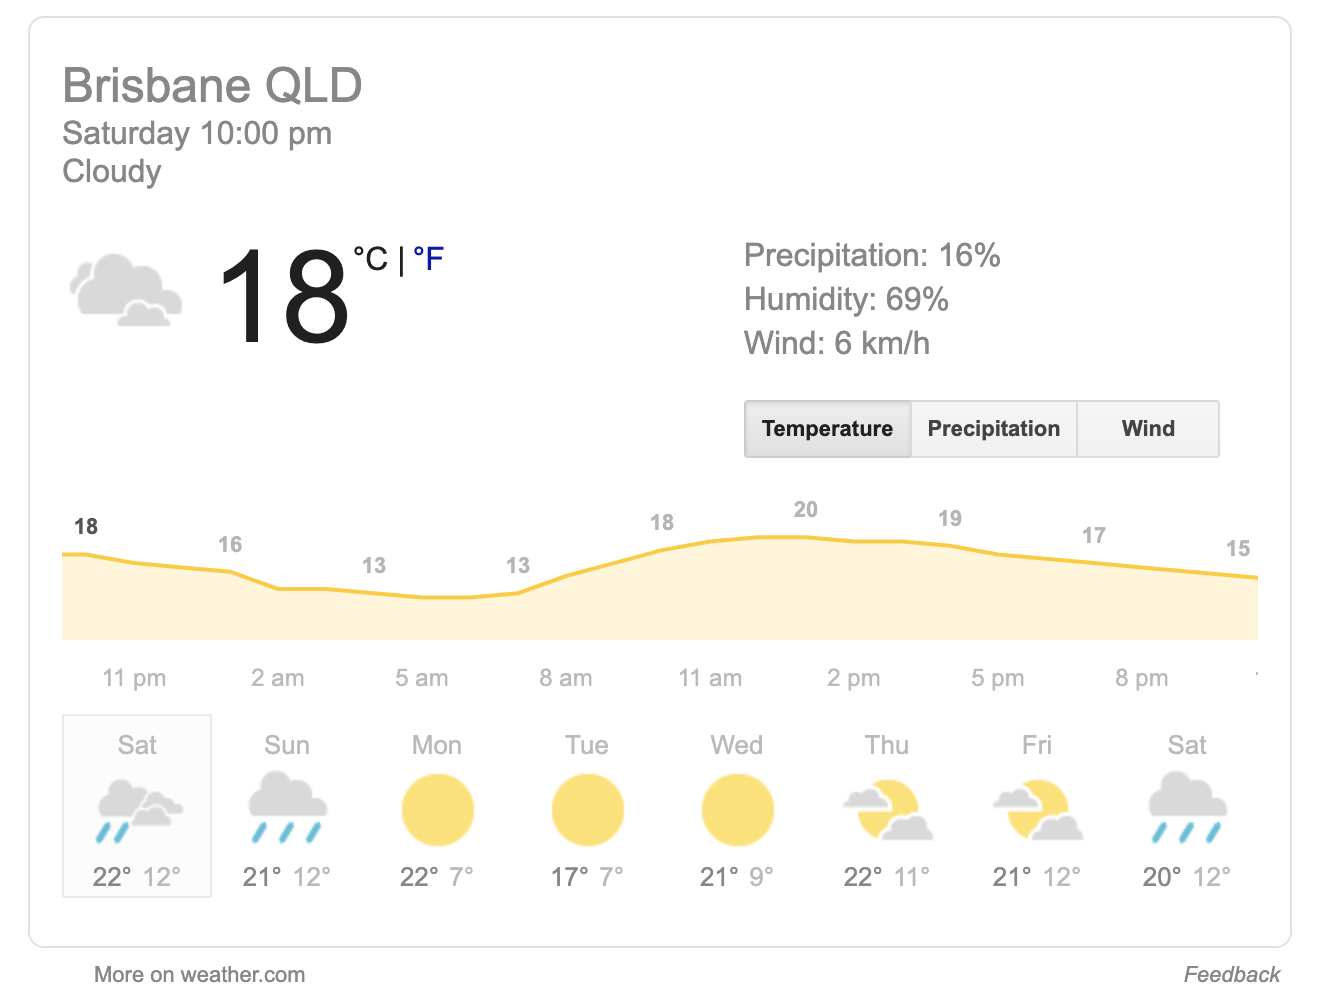 Brisbane QLD
Saturday 10:00 pm
Cloudy
18 °C | °F
Precipitation: 16%
Humidity: 69%
Wind: 6 km/h
Temperature Precipitation Wind
18 16 13 13 18 20 19 17 15
11 pm 2 am 5 am 8 am 11 am 2 pm 5 pm 8 pm
Sat Sun Mon Tue Wed Thu Fri Sat
22° 12° 21° 12° 22° 7° 17° 7° 21° 9° 22° 11° 21° 12° 20° 12°
More on weather.com Feedback